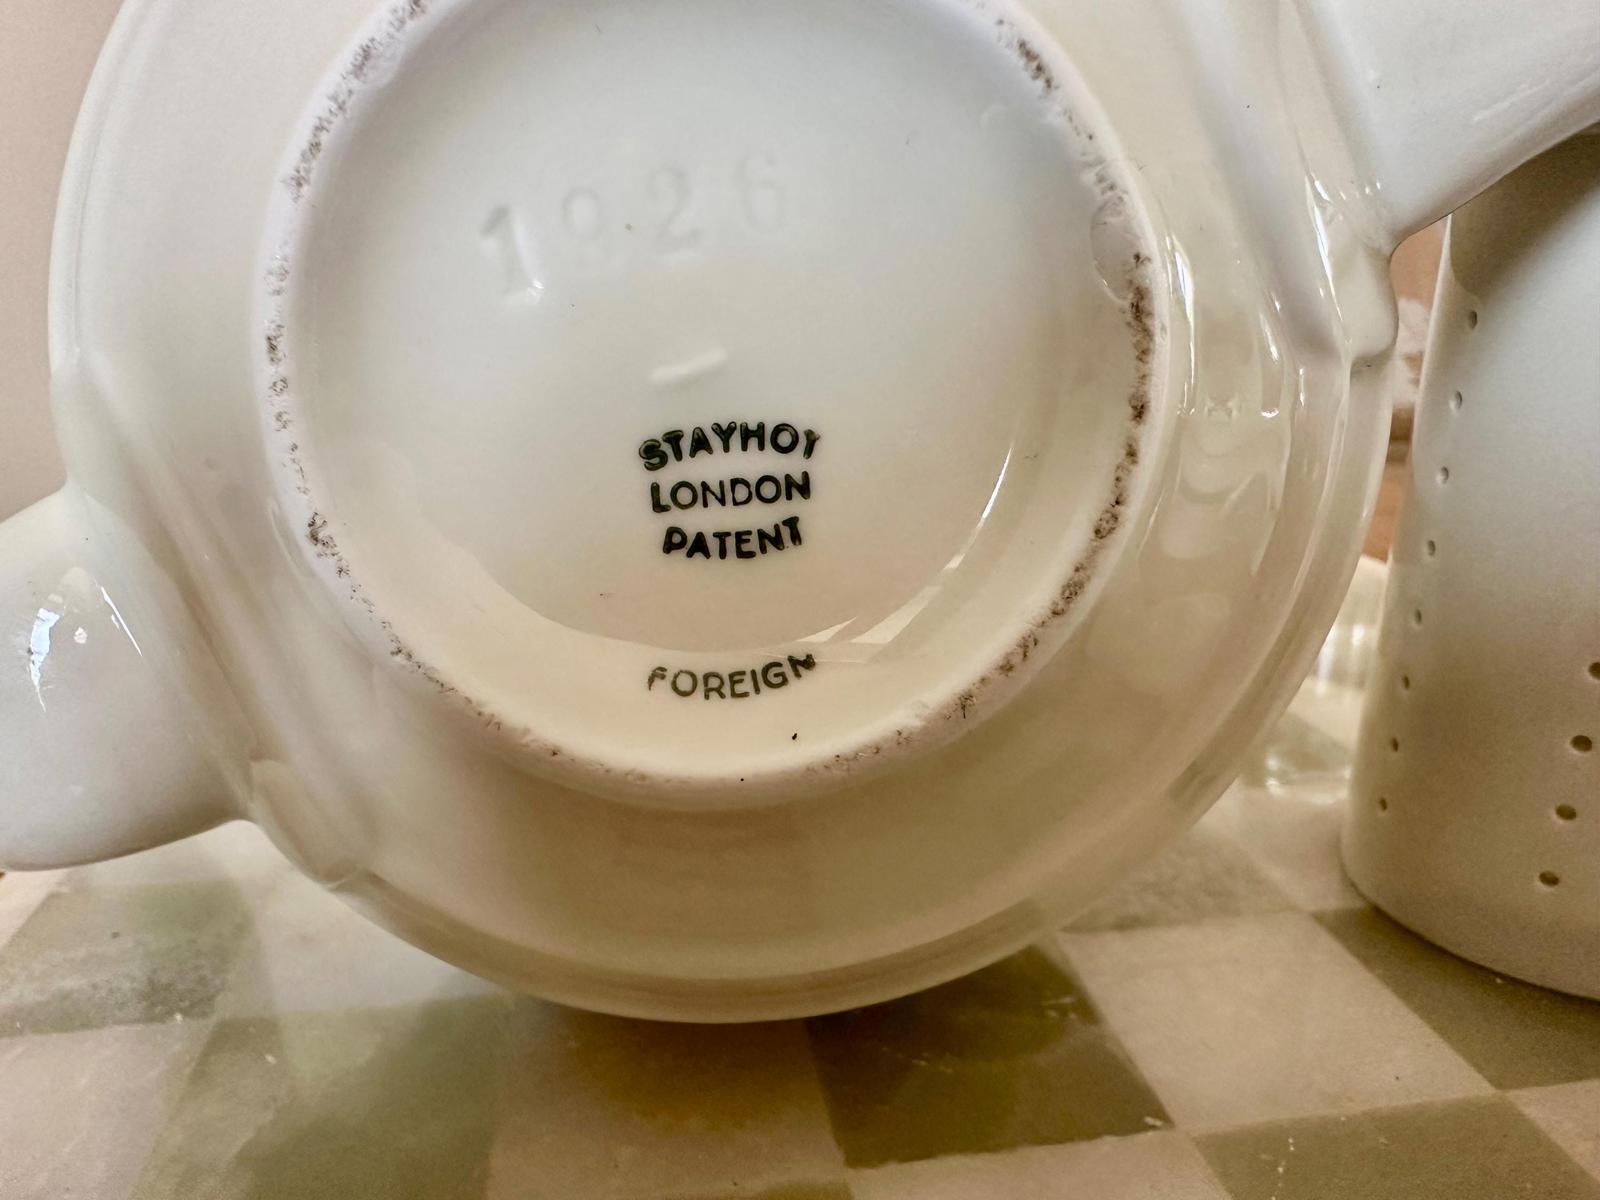 1926
STAYHOT
LONDON
PATENT
FOREIGN